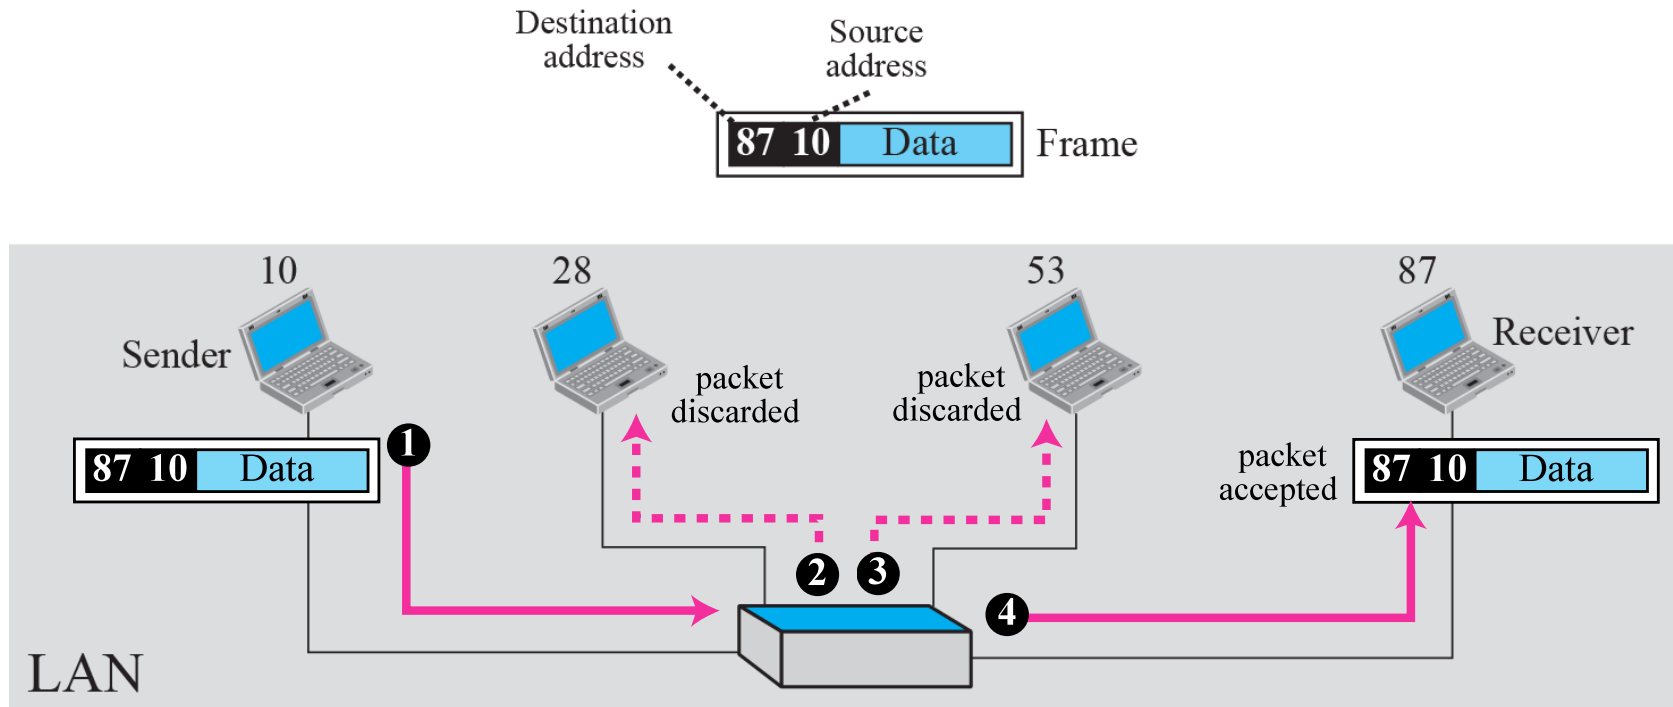 Destination
address
Source
address
87 10 Data
Frame
10
28
53
87
Sender
Receiver
packet
discarded
packet
discarded
1
87 10 Data
packet
accepted
87 10 Data
2
3
4
LAN